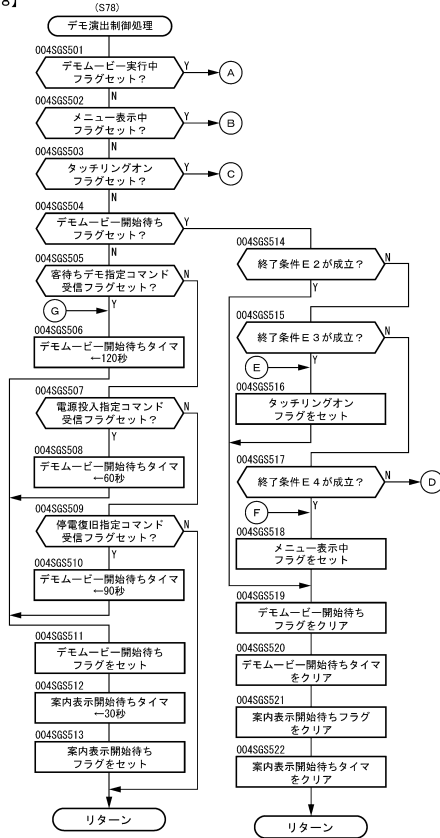 8】
(S78)
デモ演出制御処理
004SGS501
デモムービー実行中
フラグセット？
Y
A
N
004SGS502
メニュー表示中
フラグセット？
Y
B
N
004SGS503
タッチリングオン
フラグセット？
Y
C
N
004SGS504
デモムービー開始待ち
フラグセット？
Y
N
004SGS505
客待ちデモ指定コマンド
受信フラグセット？
N
Y
G
004SGS506
デモムービー開始待ちタイマ
←120秒
004SGS507
電源投入指定コマンド
受信フラグセット？
N
Y
004SGS508
デモムービー開始待ちタイマ
←60秒
004SGS509
停電復旧指定コマンド
受信フラグセット？
N
Y
004SGS510
デモムービー開始待ちタイマ
←90秒
004SGS511
デモムービー開始待ち
フラグをセット
004SGS512
案内表示開始待ちタイマ
←30秒
004SGS513
案内表示開始待ち
フラグをセット
リターン
004SGS514
終了条件Ｅ２が成立？
N
Y
004SGS515
終了条件Ｅ３が成立？
N
Y
E
004SGS516
タッチリングオン
フラグをセット
004SGS517
終了条件Ｅ４が成立？
N
D
Y
F
004SGS518
メニュー表示中
フラグをセット
004SGS519
デモムービー開始待ち
フラグをクリア
004SGS520
デモムービー開始待ちタイマ
をクリア
004SGS521
案内表示開始待ちフラグ
をクリア
004SGS522
案内表示開始待ちタイマ
をクリア
リターン